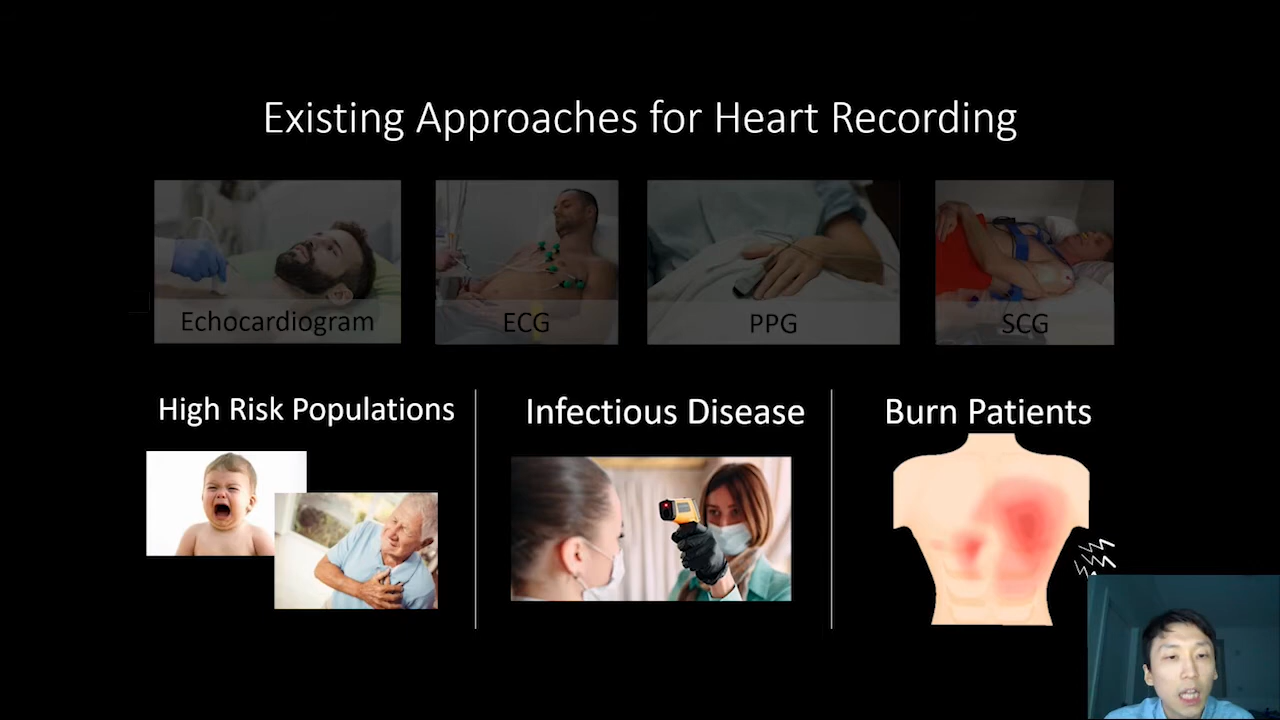 Existing Approaches for Heart Recording
Echocardiogram
ECG
PPG
SCG
High Risk Populations
Infectious Disease
Burn Patients